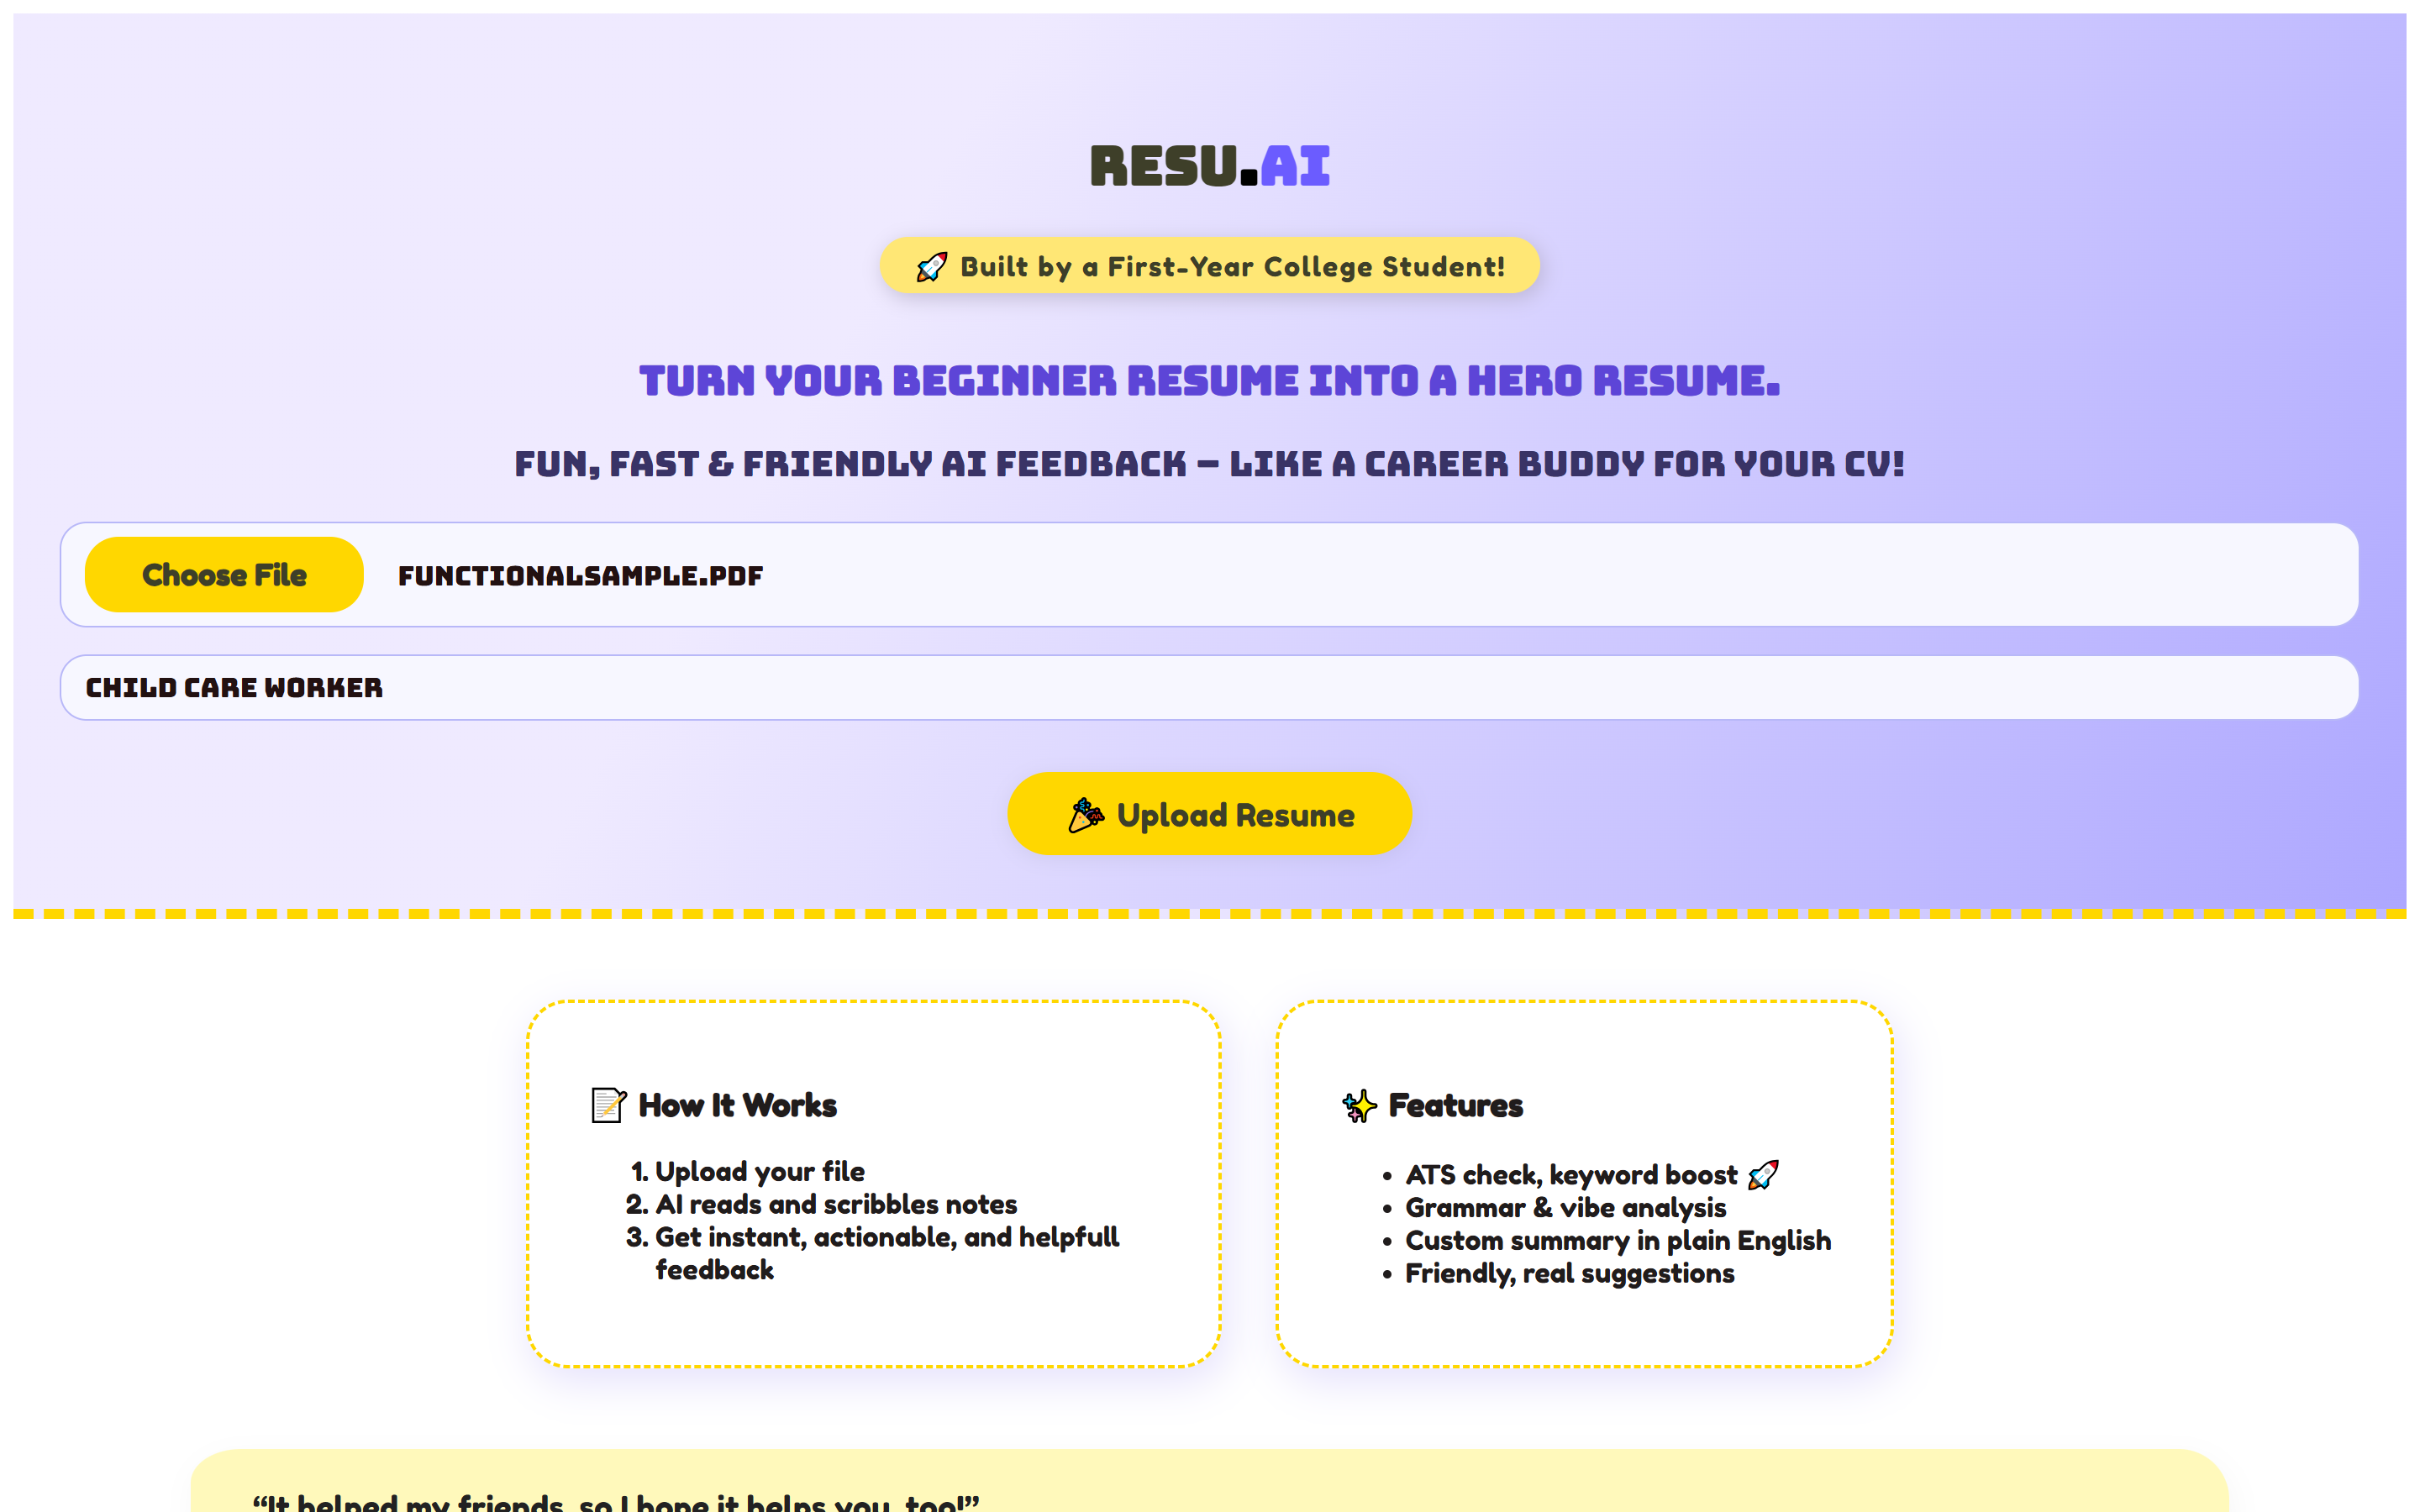 RESU.AI
🚀 Built by a First-Year College Student!
TURN YOUR BEGINNER RESUME INTO A HERO RESUME.
FUN, FAST & FRIENDLY AI FEEDBACK – LIKE A CAREER BUDDY FOR YOUR CV!
Choose File FUNCTIONALSAMPLE.PDF
CHILD CARE WORKER
🎉 Upload Resume
📝 How It Works
1. Upload your file
2. AI reads and scribbles notes
3. Get instant, actionable, and helpfull
feedback
✨ Features
• ATS check, keyword boost 🚀
• Grammar & vibe analysis
• Custom summary in plain English
• Friendly, real suggestions
“It helped my friends, so I hope it helps you, too!”